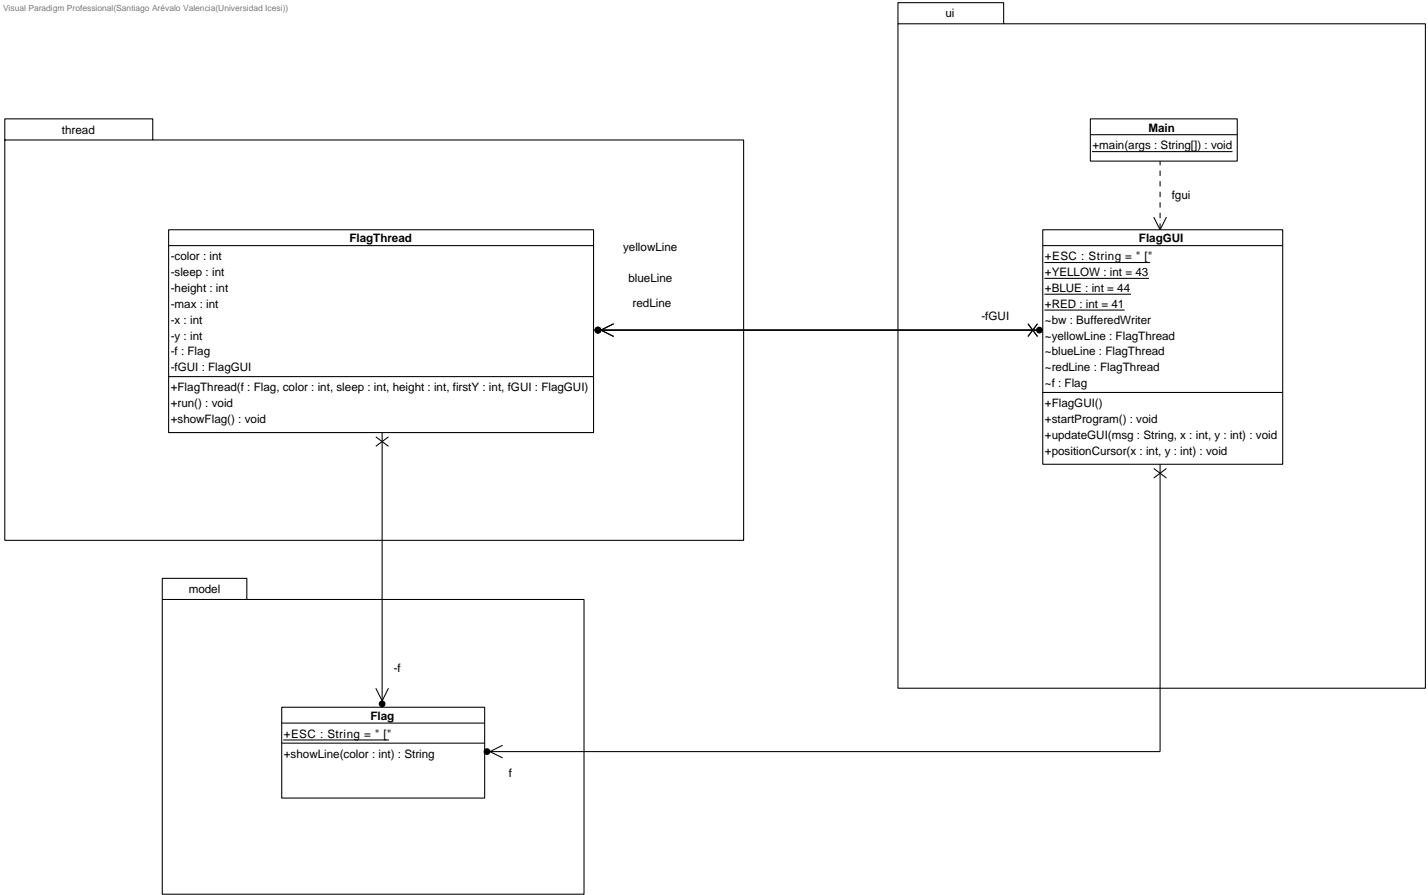 Visual Paradigm Professional(Santiago Arévalo Valencia(Universidad Icesi))
ui
thread
Main
+main(args : String[]) : void
fgui
FlagThread
-color : int
-sleep : int
-height : int
-max : int
-x : int
-y : int
-f : Flag
-fGUI : FlagGUI
+FlagThread(f : Flag, color : int, sleep : int, height : int, firstY : int, fGUI : FlagGUI)
+run() : void
+showFlag() : void
yellowLine
blueLine
redLine
-fGUI
FlagGUI
+ESC : String = " ["
+YELLOW : int = 43
+BLUE : int = 44
+RED : int = 41
~bw : BufferedWriter
~yellowLine : FlagThread
~blueLine : FlagThread
~redLine : FlagThread
~f : Flag
+FlagGUI()
+startProgram() : void
+updateGUI(msg : String, x : int, y : int) : void
+positionCursor(x : int, y : int) : void
model
-f
Flag
+ESC : String = " ["
+showLine(color : int) : String
f